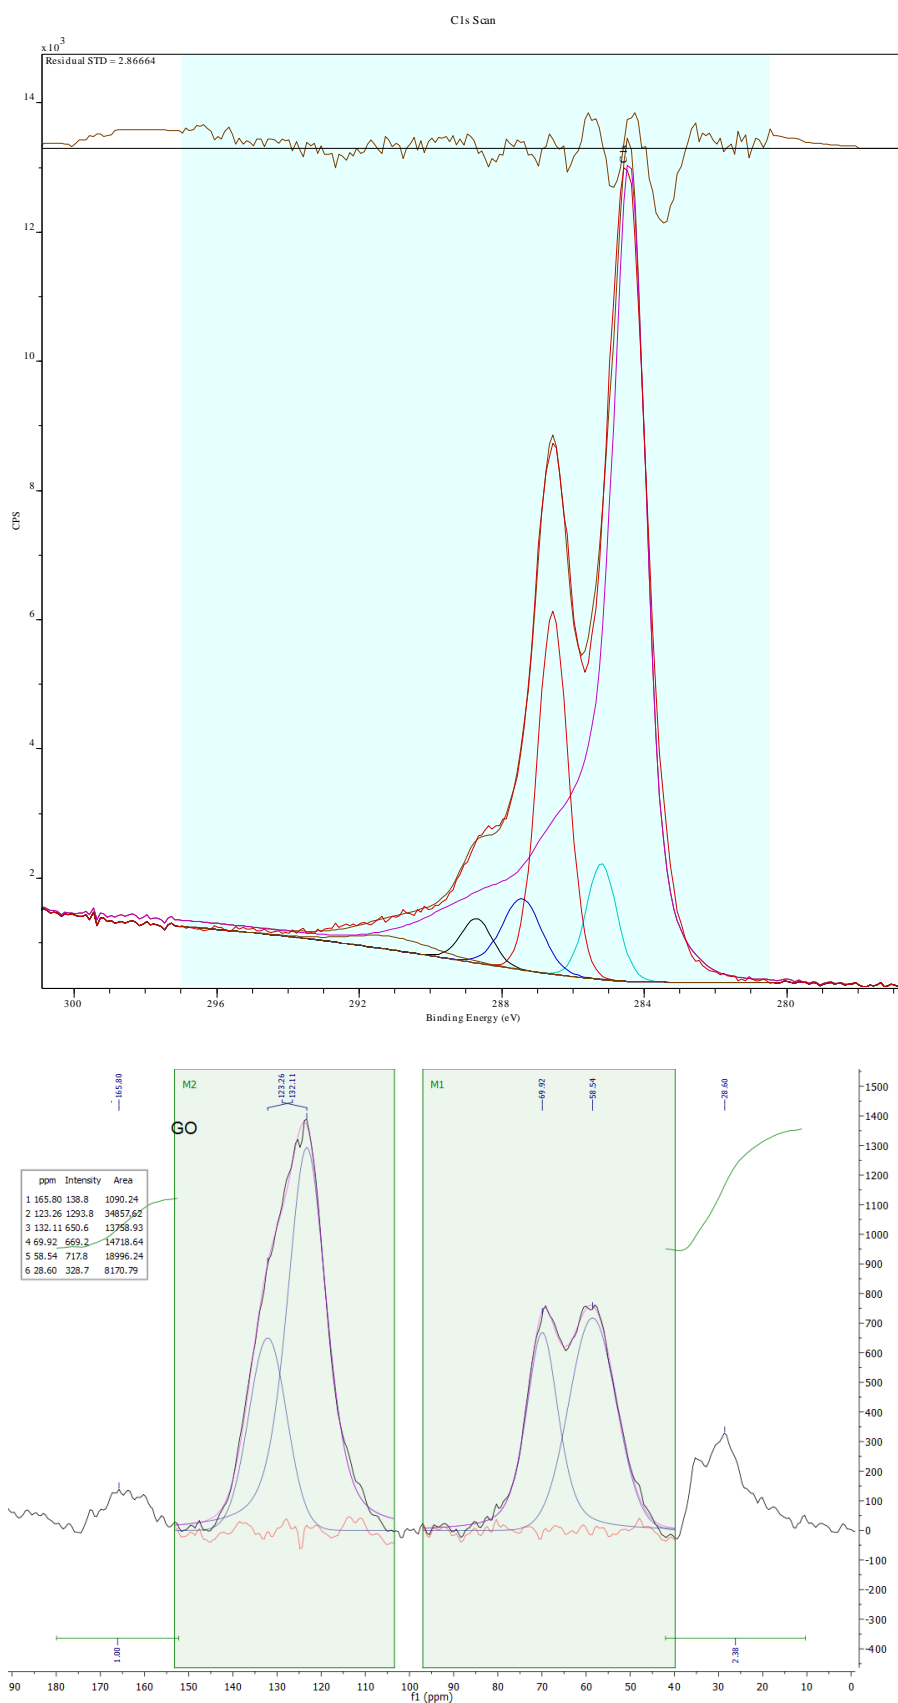 C1s Scan
x 10³
Residual STD = 2.86664
C1s
14
12
10
8
6
4
2
CPS
300 296 292 288 284 280
Binding Energy (eV)
165.80
123.26
132.11
69.92
58.54
28.60
M2
M1
GO
ppm Intensity Area
1 165.80 138.8 1090.24
2 123.26 1293.8 34857.62
3 132.11 650.6 13758.93
4 69.92 669.2 14718.64
5 58.54 717.8 18996.24
6 28.60 328.7 8170.79
1500
1400
1300
1200
1100
1000
900
800
700
600
500
400
300
200
100
0
-100
-200
-300
-400
1.00
2.38
90 180 170 160 150 140 130 120 110 100 90 80 70 60 50 40 30 20 10 0
f1 (ppm)